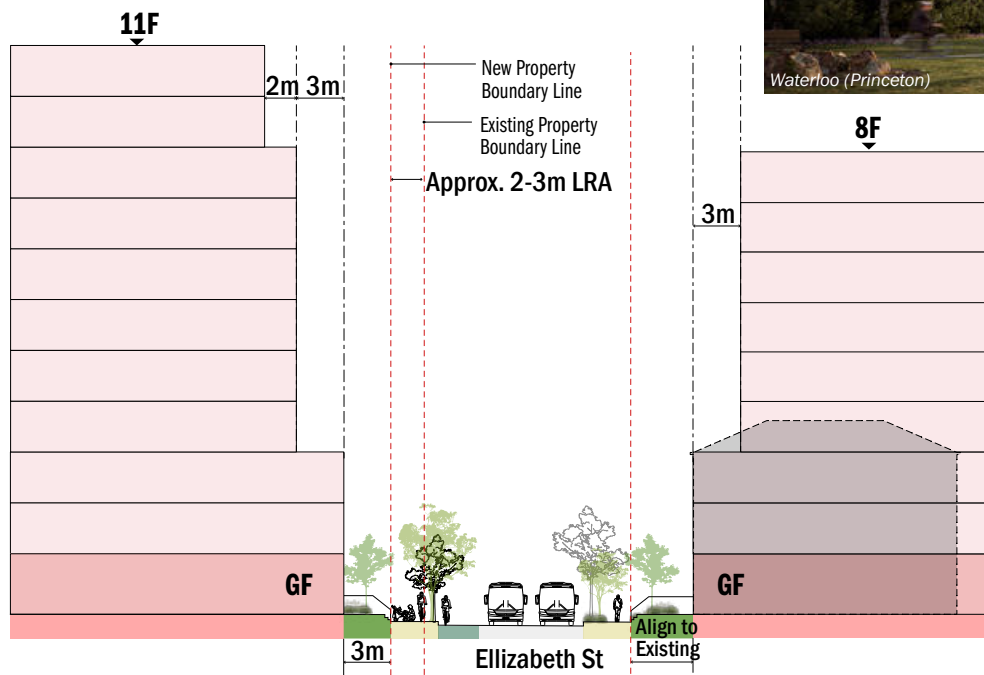 11F
2m 3m
New Property
Boundary Line
Existing Property
Boundary Line
Approx. 2-3m LRA
Waterloo (Princeton)
8F
3m
GF
GF
3m
Ellizabeth St
Align to
Existing